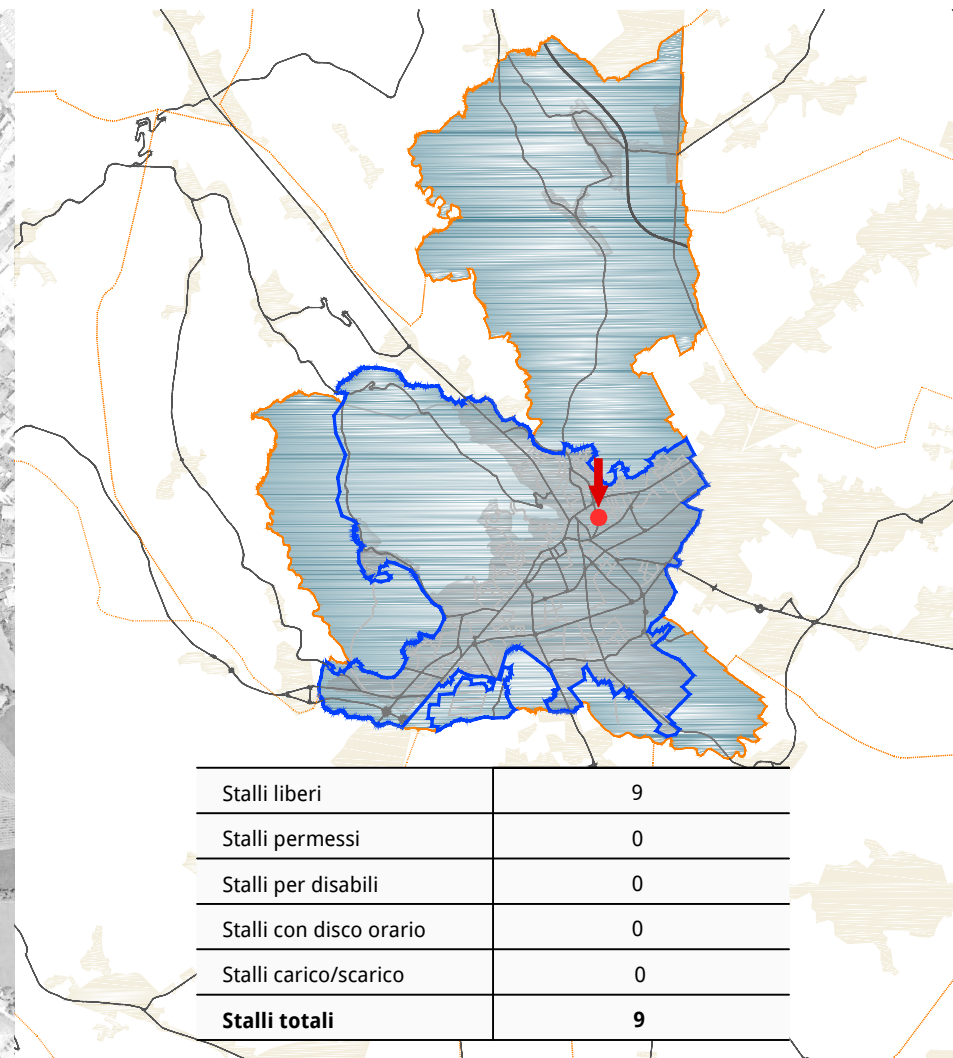 Stalli liberi 9
Stalli permessi 0
Stalli per disabili 0
Stalli con disco orario 0
Stalli carico/scarico 0
Stalli totali 9